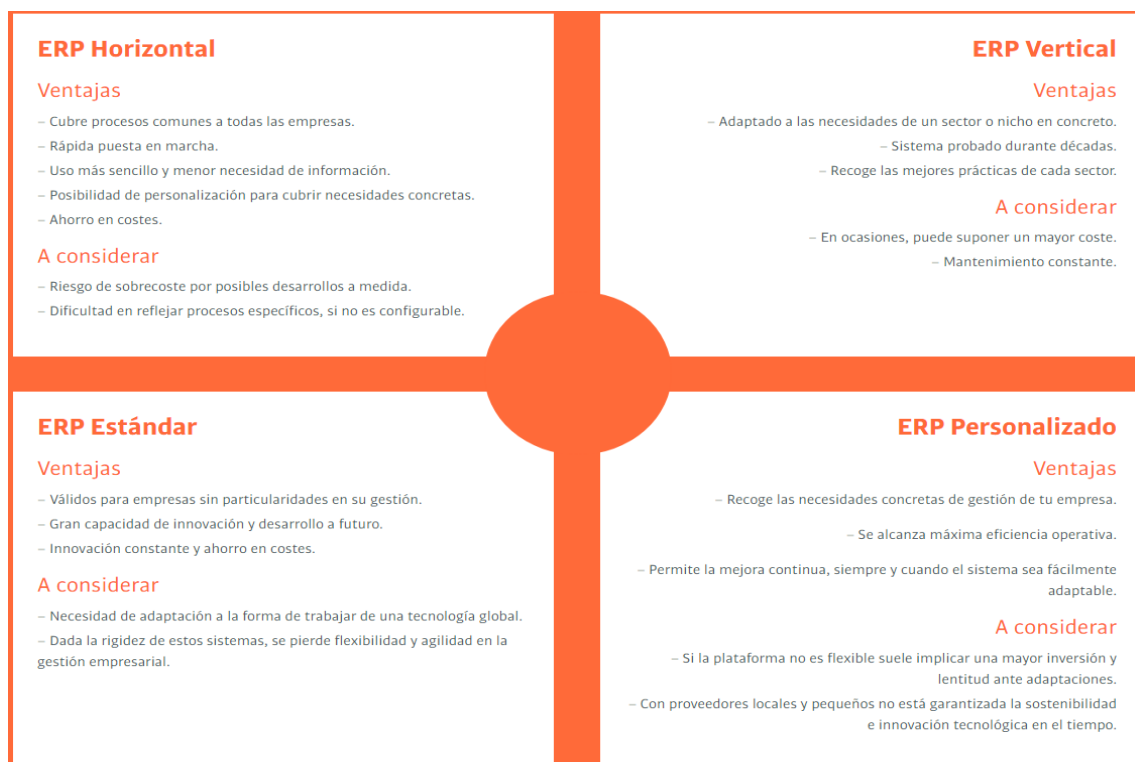 ERP Horizontal
Ventajas
– Cubre procesos comunes a todas las empresas.
– Rápida puesta en marcha.
– Uso más sencillo y menor necesidad de información.
– Posibilidad de personalización para cubrir necesidades concretas.
– Ahorro en costes.
A considerar
– Riesgo de sobrecoste por posibles desarrollos a medida.
– Dificultad en reflejar procesos específicos, si no es configurable.
ERP Vertical
Ventajas
– Adaptado a las necesidades de un sector o nicho en concreto.
– Sistema probado durante décadas.
– Recoge las mejores prácticas de cada sector.
A considerar
– En ocasiones, puede suponer un mayor coste.
– Mantenimiento constante.
ERP Estándar
Ventajas
– Válidos para empresas sin particularidades en su gestión.
– Gran capacidad de innovación y desarrollo a futuro.
– Innovación constante y ahorro en costes.
A considerar
– Necesidad de adaptación a la forma de trabajar de una tecnología global.
– Dada la rigidez de estos sistemas, se pierde flexibilidad y agilidad en la
gestión empresarial.
ERP Personalizado
Ventajas
– Recoge las necesidades concretas de gestión de tu empresa.
– Se alcanza máxima eficiencia operativa.
– Permite la mejora continua, siempre y cuando el sistema sea fácilmente
adaptable.
A considerar
– Si la plataforma no es flexible suele implicar una mayor inversión y
lentitud ante adaptaciones.
– Con proveedores locales y pequeños no está garantizada la sostenibilidad
e innovación tecnológica en el tiempo.